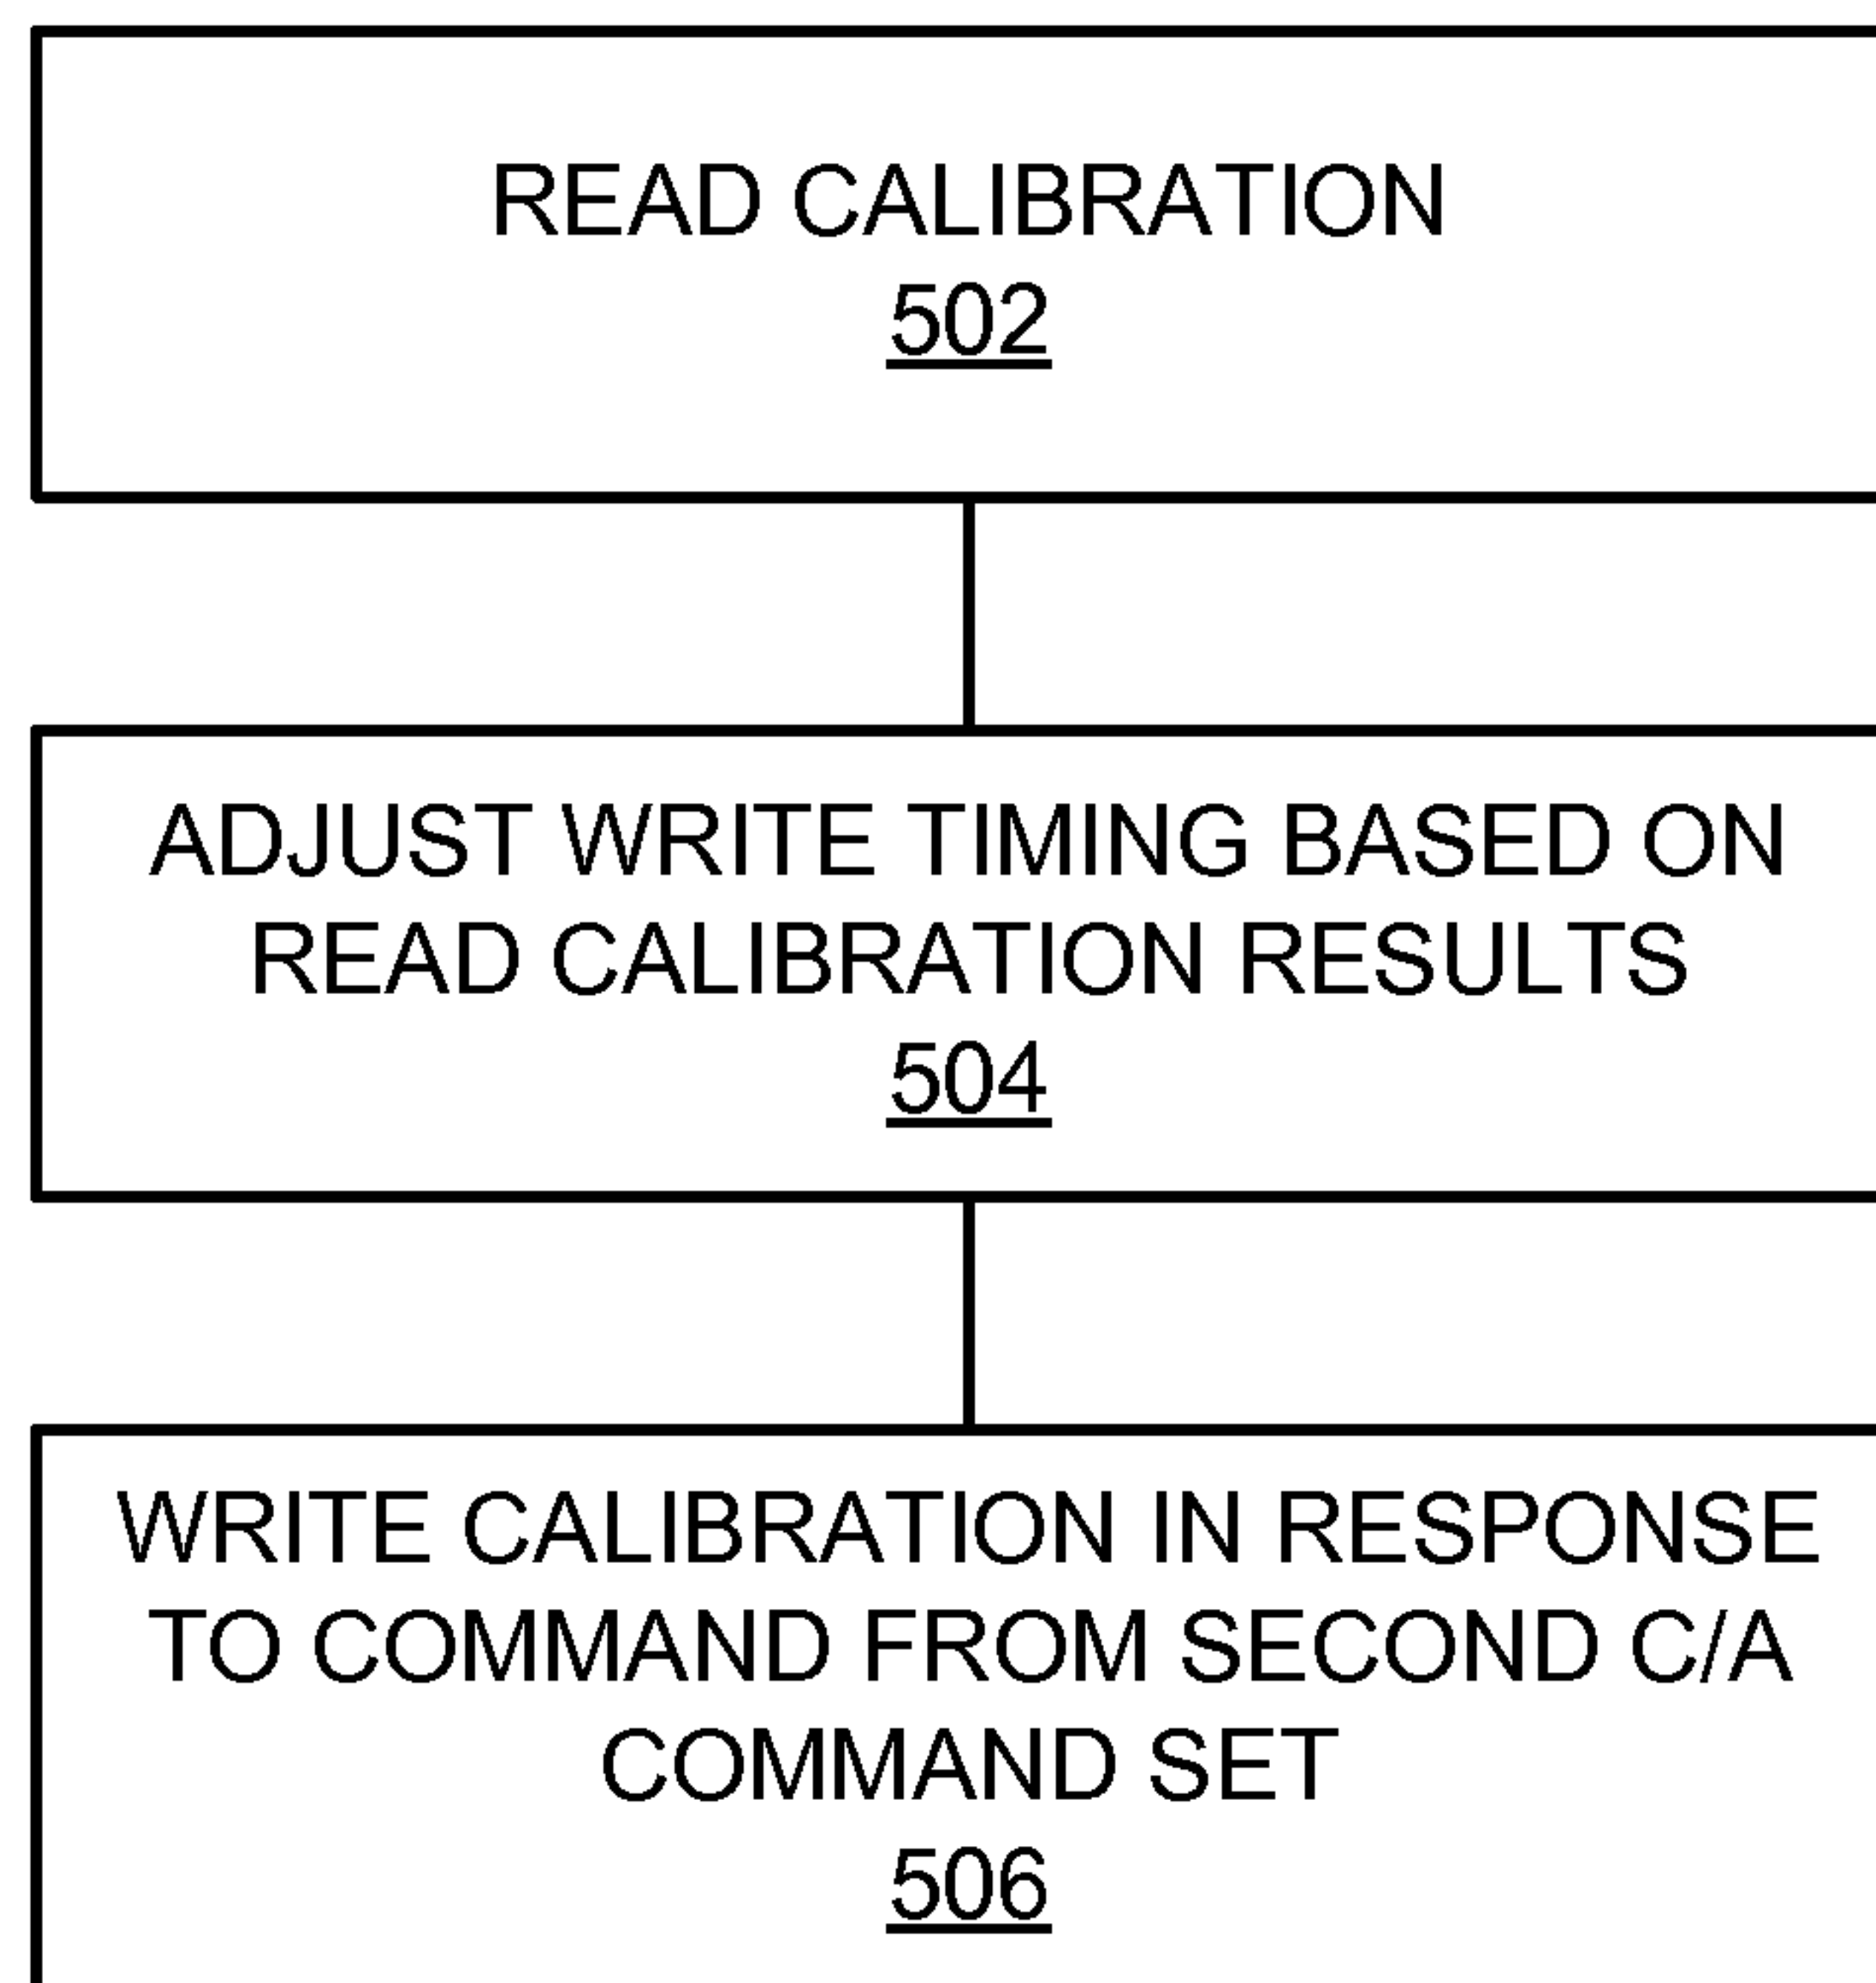 READ CALIBRATION
502
ADJUST WRITE TIMING BASED ON
READ CALIBRATION RESULTS
504
WRITE CALIBRATION IN RESPONSE
TO COMMAND FROM SECOND C/A
COMMAND SET
506